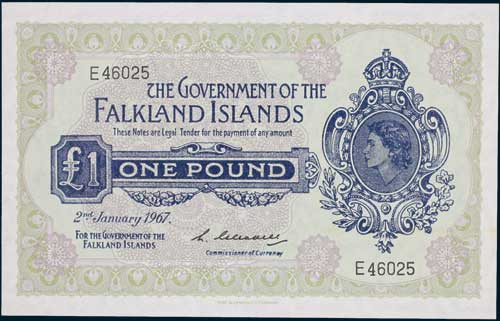 E46025
THE GOVERNMENT OF THE
FALKLAND ISLANDS
These Notes are Legal Tender for the payment of any amount
£1 ONE POUND
2nd January 1967.
FOR THE GOVERNMENT OF THE
FALKLAND ISLANDS
Commissioner of Currency
E46025